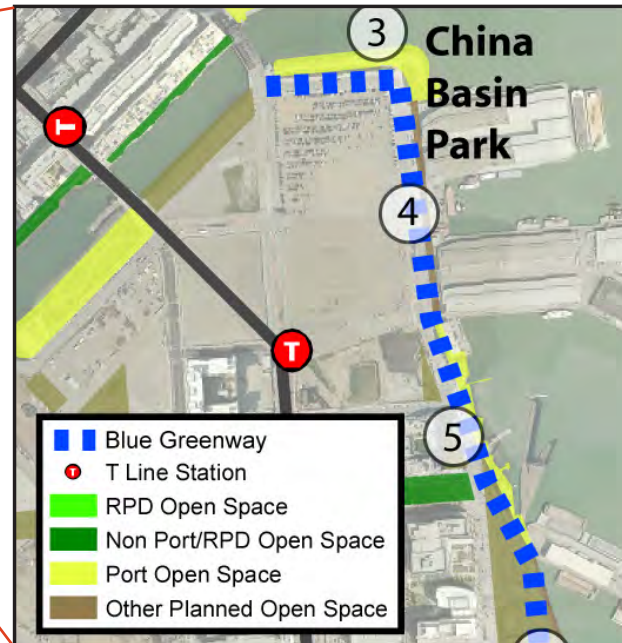 3
China
Basin
Park
T
4
T
5
Blue Greenway
T T Line Station
RPD Open Space
Non Port/RPD Open Space
Port Open Space
Other Planned Open Space